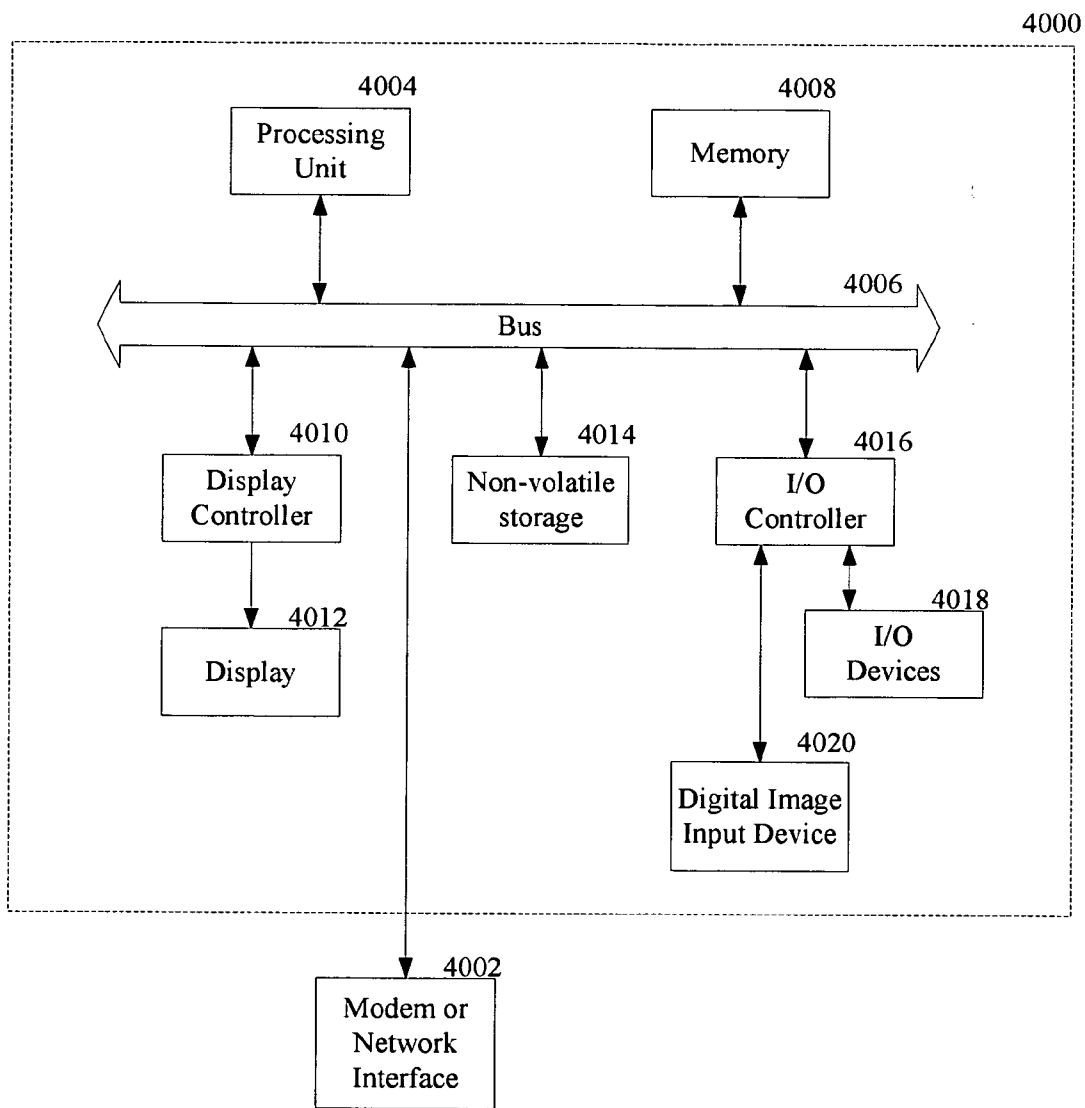 4000
4004
Processing
Unit
4008
Memory
4006
Bus
4010
Display
Controller
4014
Non-volatile
storage
4016
I/O
Controller
4012
Display
4018
I/O
Devices
4020
Digital Image
Input Device
4002
Modem or
Network
Interface